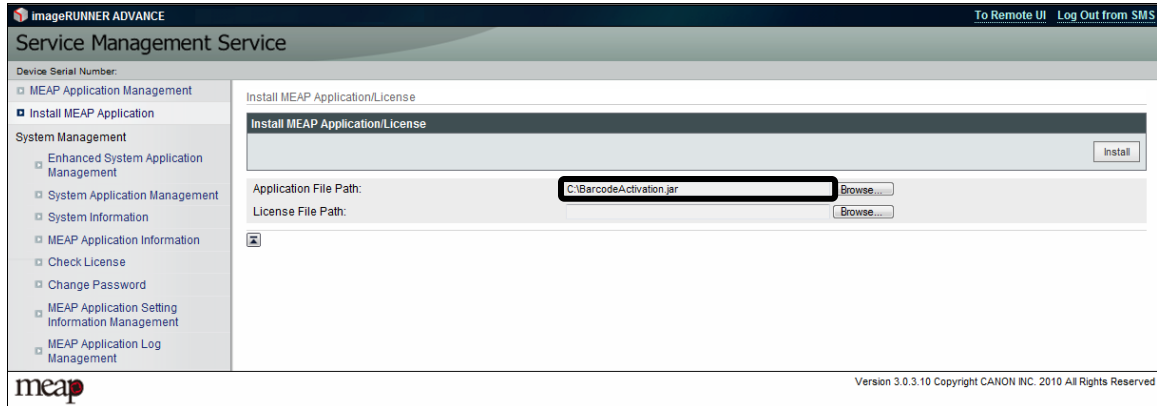 imageRUNNER ADVANCE
To Remote UI Log Out from SMS
Service Management Service
Device Serial Number:
MEAP Application Management
Install MEAP Application
System Management
Enhanced System Application
Management
System Application Management
System Information
MEAP Application Information
Check License
Change Password
MEAP Application Setting
Information Management
MEAP Application Log
Management
Install MEAP Application/License
Install MEAP Application/License
Install
Application File Path:
C:\BarcodeActivation.jar
Browse...
License File Path:
Browse...
meap
Version 3.0.3.10 Copyright CANON INC. 2010 All Rights Reserved